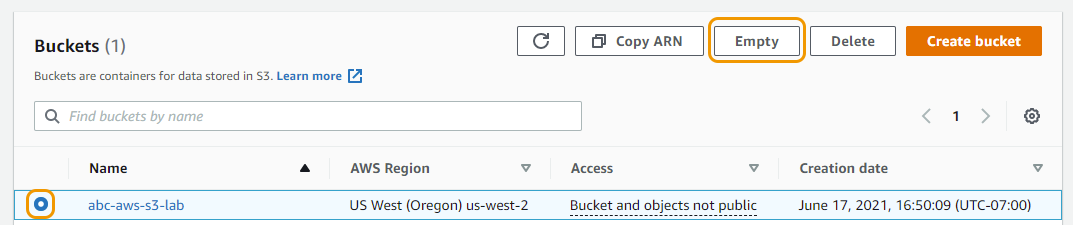 Buckets (1)
Copy ARN
Empty
Delete
Create bucket
Buckets are containers for data stored in S3. Learn more
Find buckets by name
1
Name AWS Region Access Creation date
abc-aws-s3-lab US West (Oregon) us-west-2 Bucket and objects not public June 17, 2021, 16:50:09 (UTC-07:00)